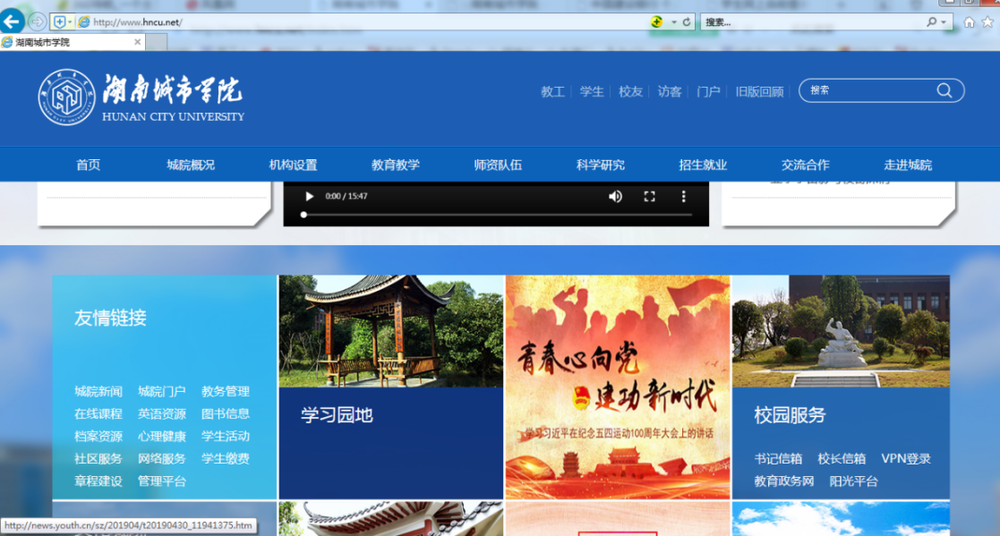 http://www.hncu.net/
搜索...
湖南城市学院
湖南城市学院
HUNAN CITY UNIVERSITY
教工 学生 校友 访客 门户 旧版回顾
搜索
首页 城院概况 机构设置 教育教学 师资队伍 科学研究 招生就业 交流合作 走进城院
0:00 / 15:47
友情链接
城院新闻 城院门户 教务管理
在线课程 英语资源 图书信息
档案资源 心理健康 学生活动
社区服务 网络服务 学生缴费
章程建设 管理平台
学习园地
青春心向党
建功新时代
学习习近平在纪念五四运动100周年大会上的讲话
校园服务
书记信箱 校长信箱 VPN登录
教育政务网 阳光平台
http://news.youth.cn/sz/201904/t20190430_11941375.htm